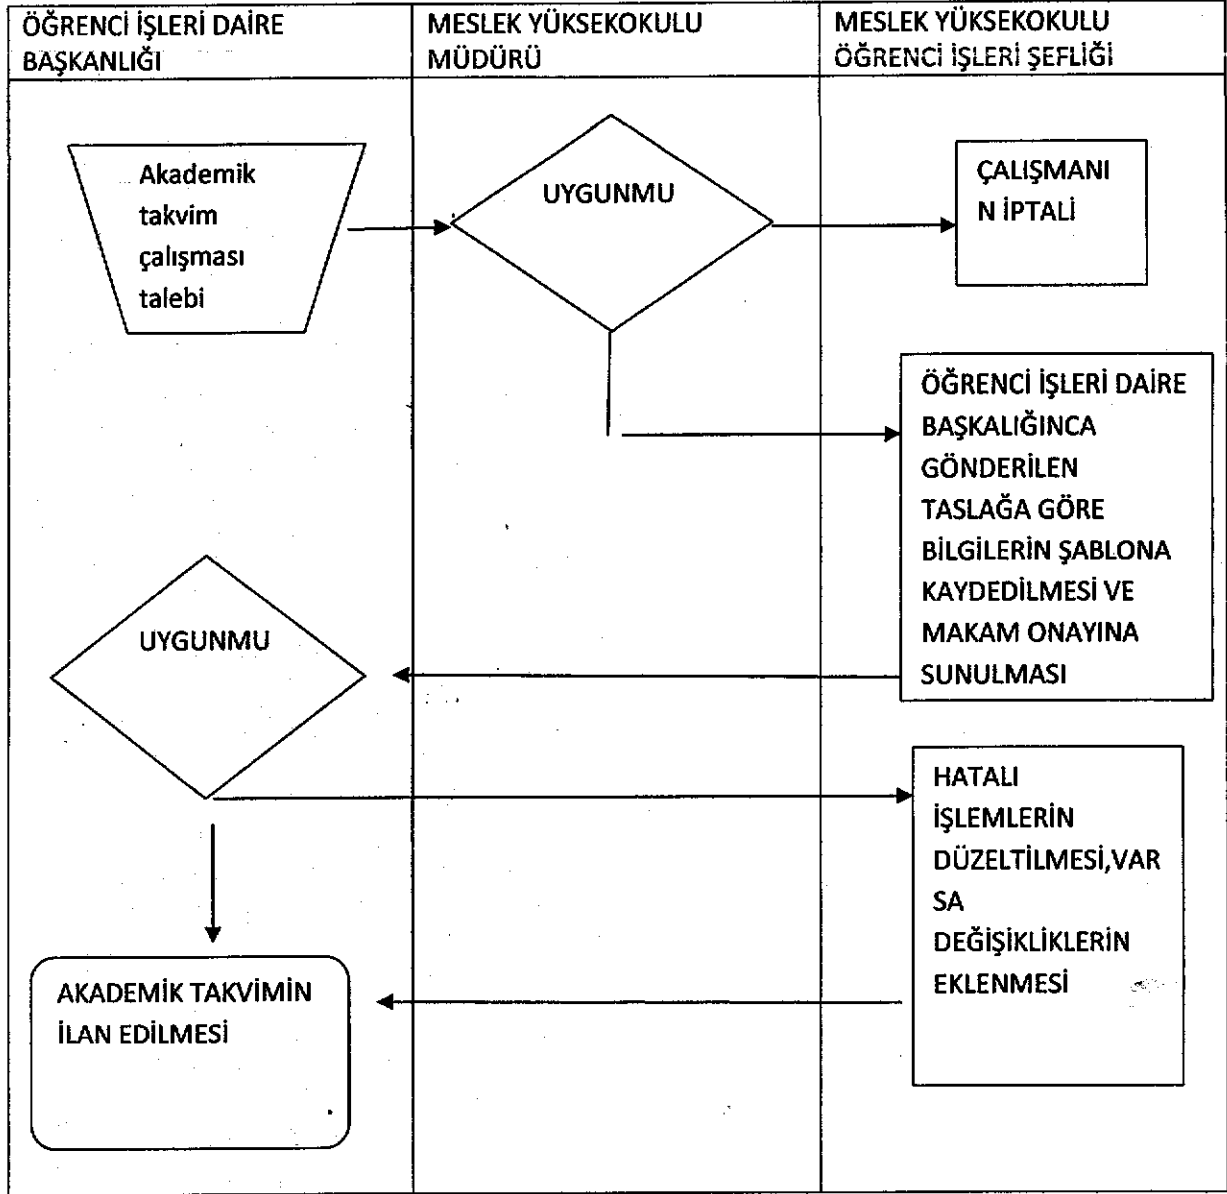 ÖĞRENCİ İŞLERİ DAİRE
BAŞKANLIĞI
MESLEK YÜKSEKOKULU
MÜDÜRÜ
MESLEK YÜKSEKOKULU
ÖĞRENCİ İŞLERİ ŞEFLİĞİ
Akademik
takvim
çalışması
talebi
UYGUNMU
ÇALIŞMANI
N İPTALİ
ÖĞRENCİ İŞLERİ DAİRE
BAŞKALIĞINCA
GÖNDERİLEN
TASLAĞA GÖRE
BİLGİLERİN ŞABLONA
KAYDEDİLMESİ VE
MAKAM ONAYINA
SUNULMASI
UYGUNMU
HATALI
İŞLEMLERİN
DÜZELTİLMESİ,VAR
SA
DEĞİŞİKLİKLERİN
EKLENMESİ
AKADEMİK TAKVİMİN
İLAN EDİLMESİ